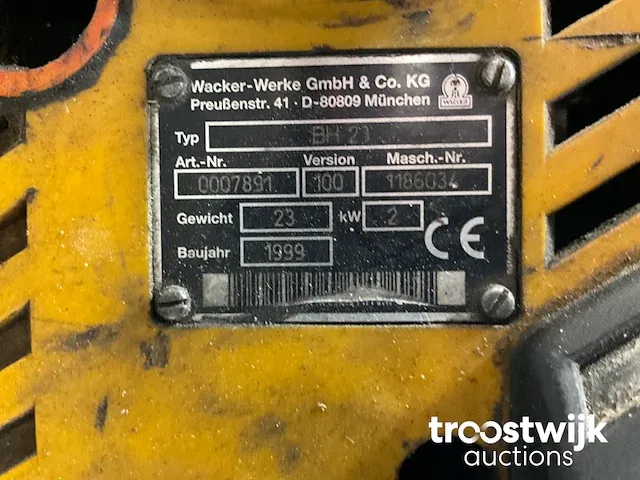 Wacker-Werke GmbH & Co. KG
Preußenstr. 41 · D-80809 München
WACKER
Typ BH 23
Art.-Nr. Version Masch.-Nr.
0007891 100 1186034
Gewicht 23 kW 2
Baujahr 1999
CE
troostwijk
auctions